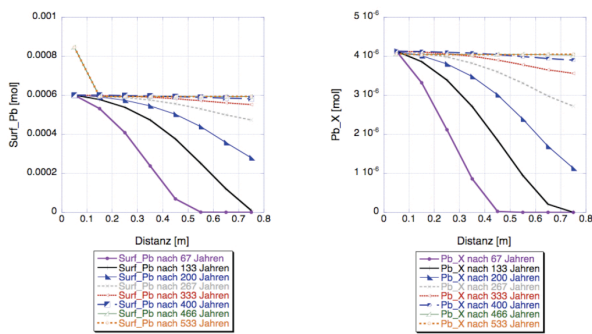 0.001
0.0008
0.0006
0.0004
0.0002
0
Surf_Pb [mol]
0 0.1 0.2 0.3 0.4 0.5 0.6 0.7 0.8
Distanz [m]
Surf_Pb nach 67 Jahren
Surf_Pb nach 133 Jahren
Surf_Pb nach 200 Jahren
Surf_Pb nach 267 Jahren
Surf_Pb nach 333 Jahren
Surf_Pb nach 400 Jahren
Surf_Pb nach 466 Jahren
Surf_Pb nach 533 Jahren
5 10⁻⁶
4 10⁻⁶
3 10⁻⁶
2 10⁻⁶
1 10⁻⁶
0
Pb_X [mol]
0 0.1 0.2 0.3 0.4 0.5 0.6 0.7 0.8
Distanz [m]
Pb_X nach 67 Jahren
Pb_X nach 133 Jahren
Pb_X nach 200 Jahren
Pb_X nach 267 Jahren
Pb_X nach 333 Jahren
Pb_X nach 400 Jahren
Pb_X nach 466 Jahren
Pb_X nach 533 Jahren